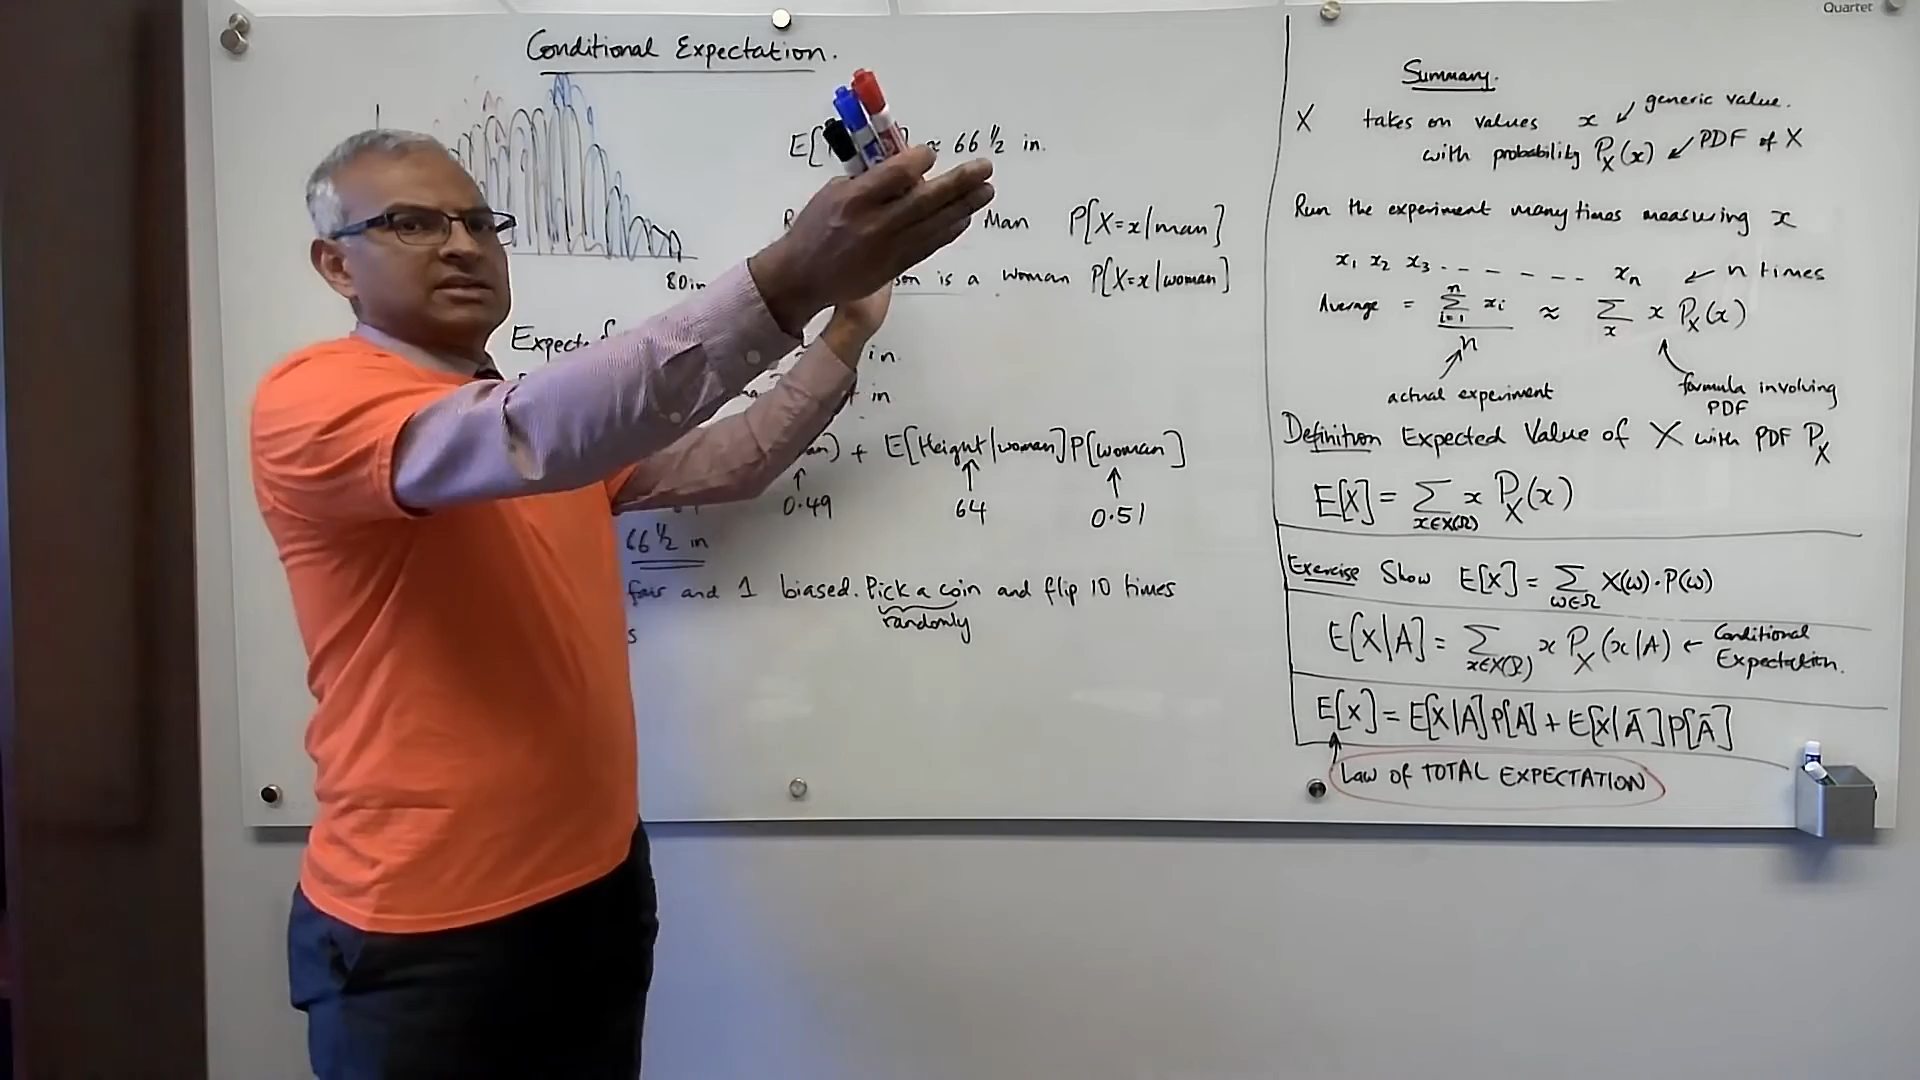 Quartet
Conditional Expectation.
E[ ≈ 66 ½ in.
Man P[X=x|man]
is a woman P[X=x|woman]
80in
in.
in
+ E[Height|woman]P[woman]
↑ ↑ ↑
0.49 64 0.51
66 ½ in
fair and 1 biased. Pick a coin and flip 10 times
randomly
Summary.
X takes on values x ↙ generic value.
with probability P_X(x) ↙ PDF of X
Run the experiment many times measuring x
x₁ x₂ x₃ . - - - - - . xₙ ← n times
Average = ∑_{i=1}^{n} xᵢ / n ≈ ∑_x x P_X(x)
actual experiment
formula involving
PDF
Definition Expected Value of X with PDF P_X
E[X] = ∑_{x∈X(Ω)} x P_X(x)
Exercise Show E[X] = ∑_{ω∈Ω} X(ω)·P(ω)
E[X|A] = ∑_{x∈X(Ω)} x P_X(x|A) ← Conditional
Expectation.
E[X] = E[X|A]P[A] + E[X|Ā]P[Ā]
Law of TOTAL EXPECTATION